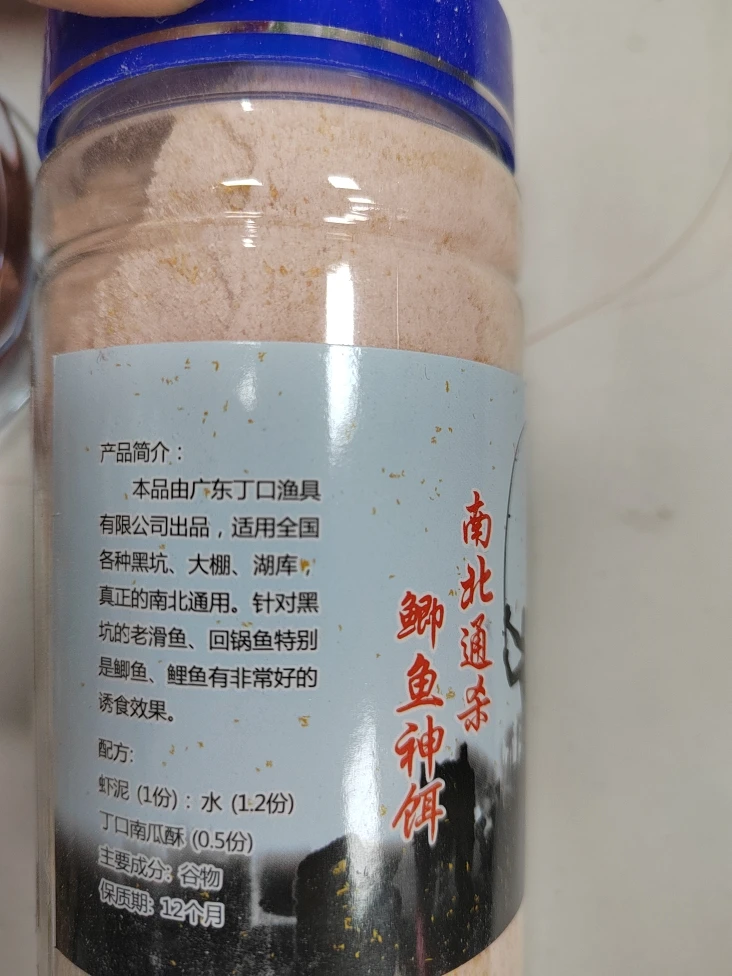 产品简介：
本品由广东丁口渔具
有限公司出品，适用全国
各种黑坑、大棚、湖库，
真正的南北通用。针对黑
坑的老滑鱼、回锅鱼特别
是鲫鱼、鲤鱼有非常好的
诱食效果。
配方:
虾泥 (1份)：水 (1.2份)
丁口南瓜酥 (0.5份)
主要成分: 谷物
保质期: 12个月
南北通杀
鲫鱼神饵